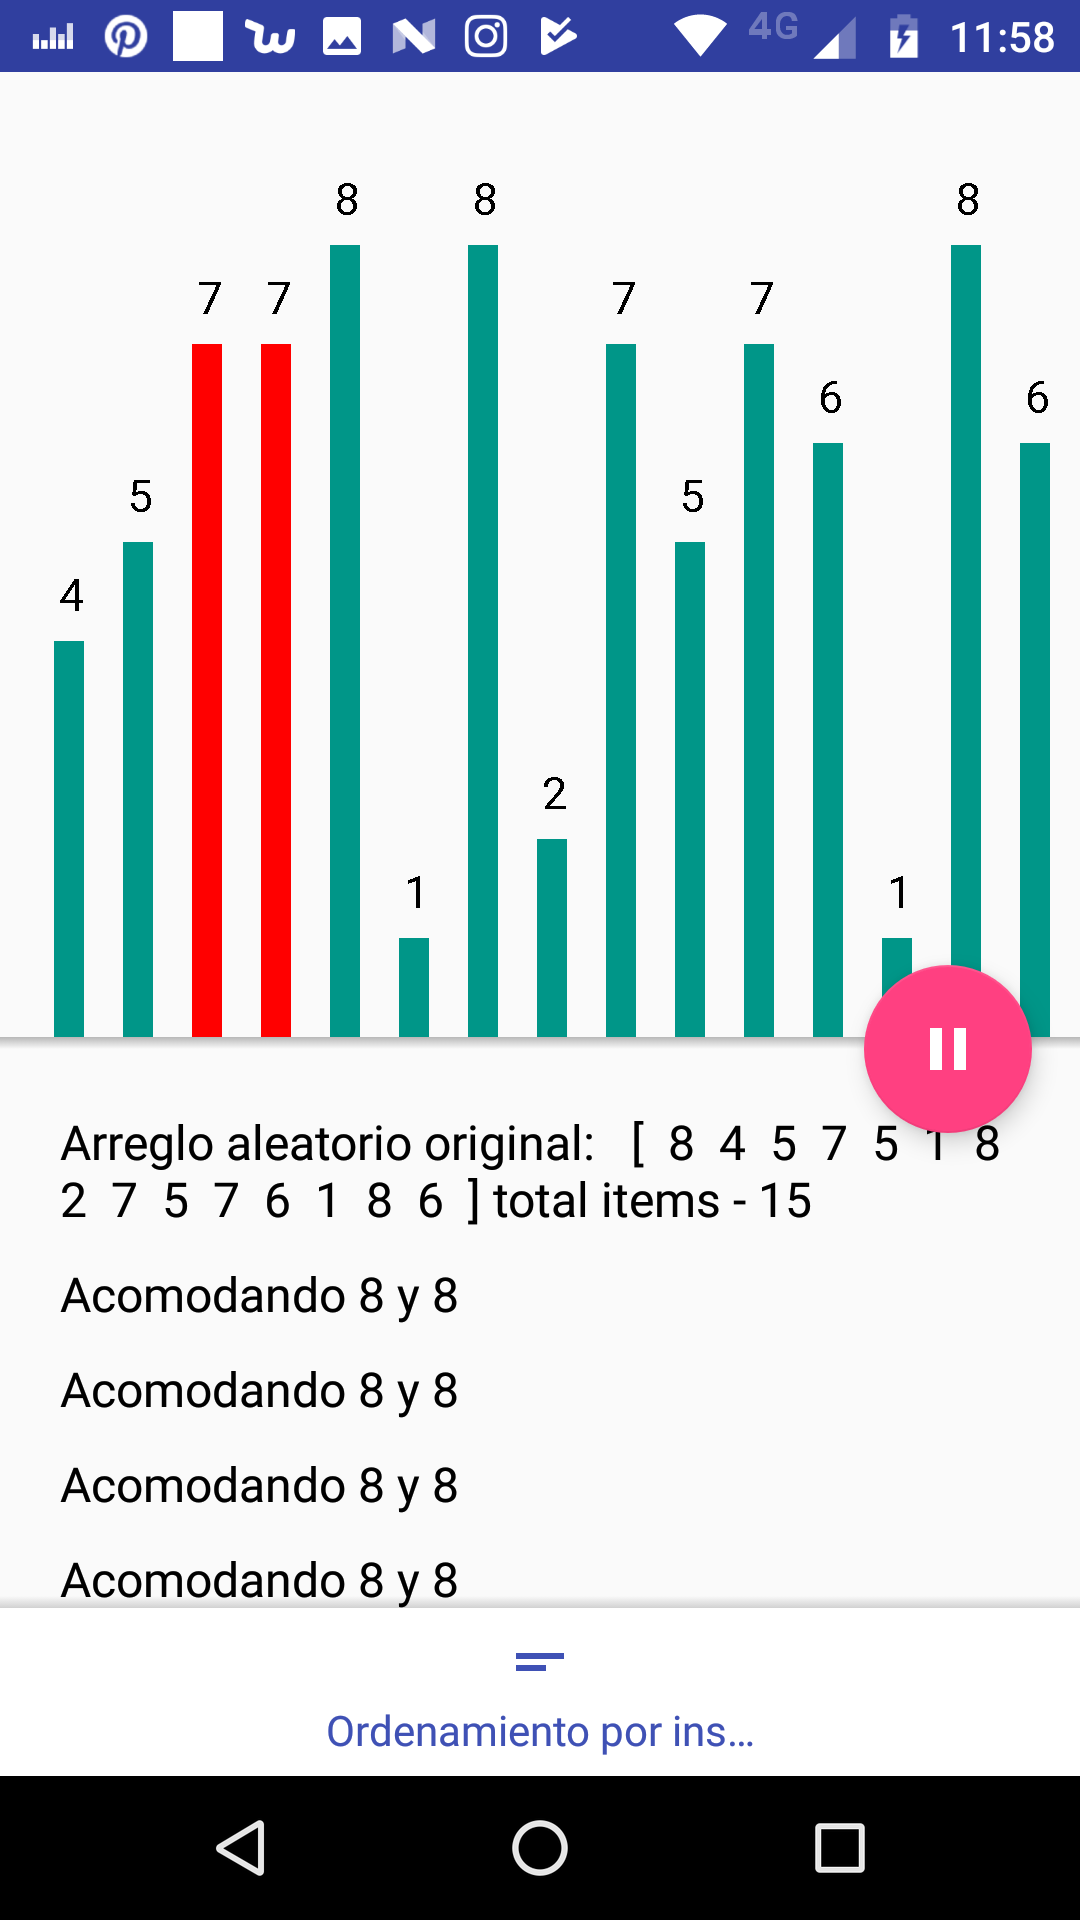 4G 11:58
8 8 8
7 7 7 7
6 6
5 5
4
2
1 1
Arreglo aleatorio original: [ 8 4 5 7 5 1 8
2 7 5 7 6 1 8 6 ] total items - 15
Acomodando 8 y 8
Acomodando 8 y 8
Acomodando 8 y 8
Acomodando 8 y 8
Ordenamiento por ins...